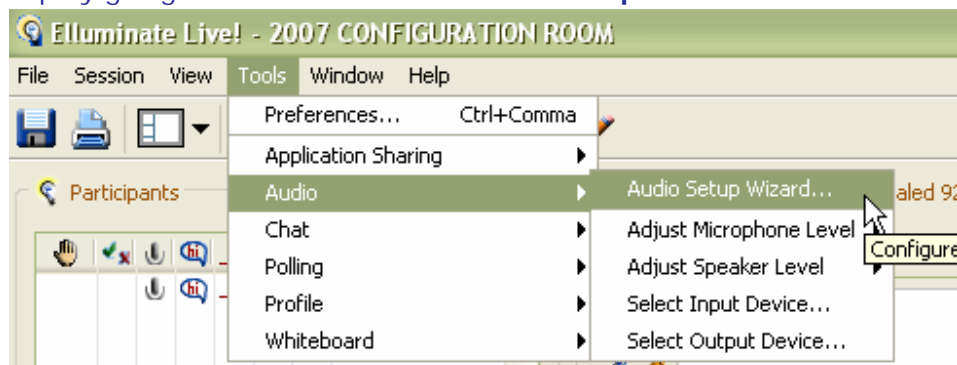 Elluminate Live! - 2007 CONFIGURATION ROOM
File Session View Tools Window Help
Preferences... Ctrl+Comma
Application Sharing
Participants
Audio
Audio Setup Wizard...
aled 92
Chat
Adjust Microphone Level
Configure
hi
Polling
Adjust Speaker Level
hi
Profile
Select Input Device...
Whiteboard
Select Output Device...